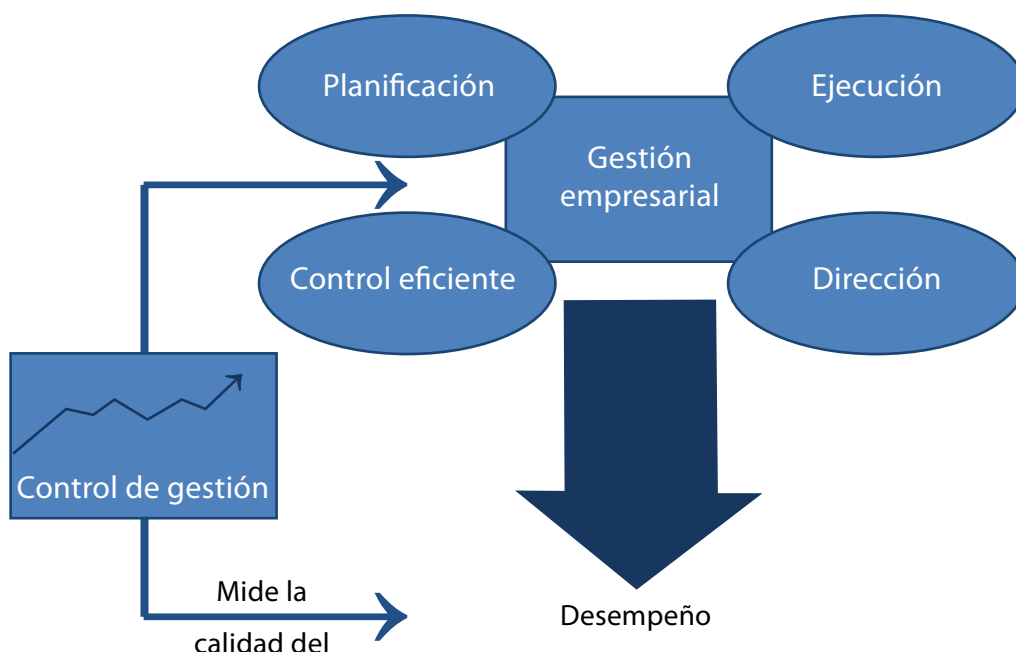 Planificación
Ejecución
Gestión
empresarial
Control eficiente
Dirección
Control de gestión
Mide la
calidad del
Desempeño